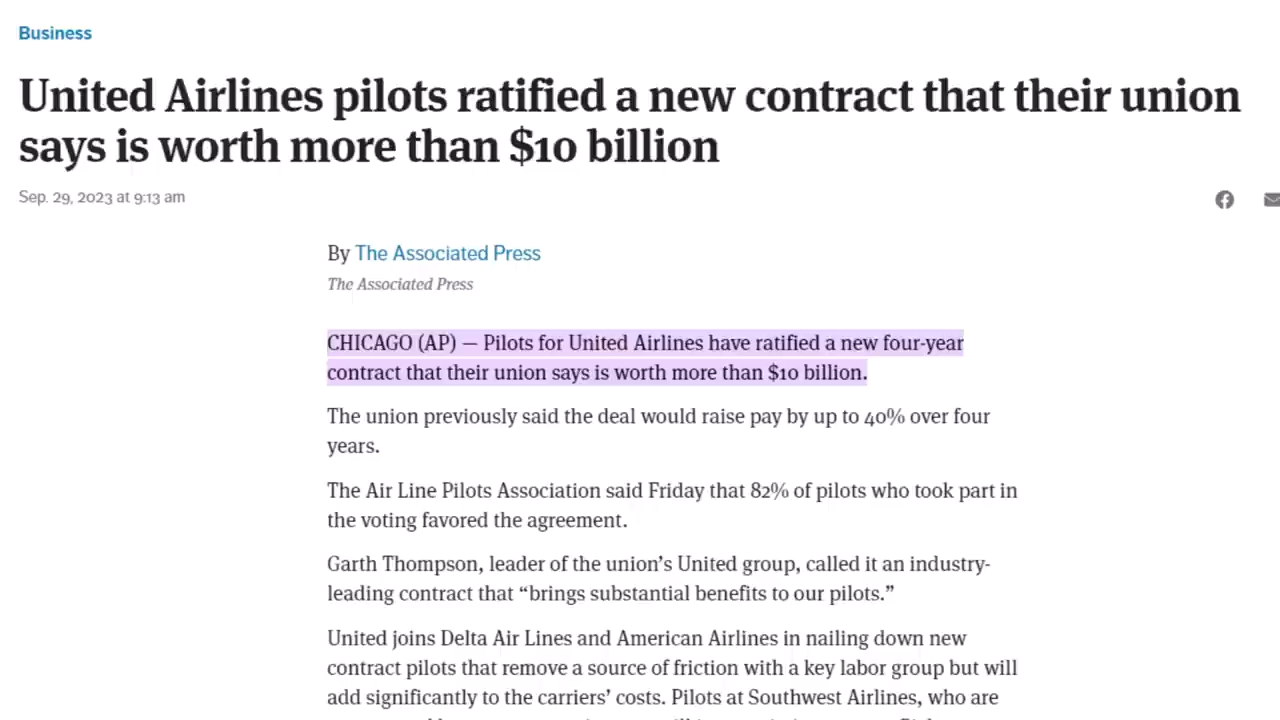 Business
United Airlines pilots ratified a new contract that their union
says is worth more than $10 billion
Sep. 29, 2023 at 9:13 am
By The Associated Press
The Associated Press
CHICAGO (AP) — Pilots for United Airlines have ratified a new four-year
contract that their union says is worth more than $10 billion.
The union previously said the deal would raise pay by up to 40% over four
years.
The Air Line Pilots Association said Friday that 82% of pilots who took part in
the voting favored the agreement.
Garth Thompson, leader of the union’s United group, called it an industry-
leading contract that “brings substantial benefits to our pilots.”
United joins Delta Air Lines and American Airlines in nailing down new
contract pilots that remove a source of friction with a key labor group but will
add significantly to the carriers’ costs. Pilots at Southwest Airlines, who are